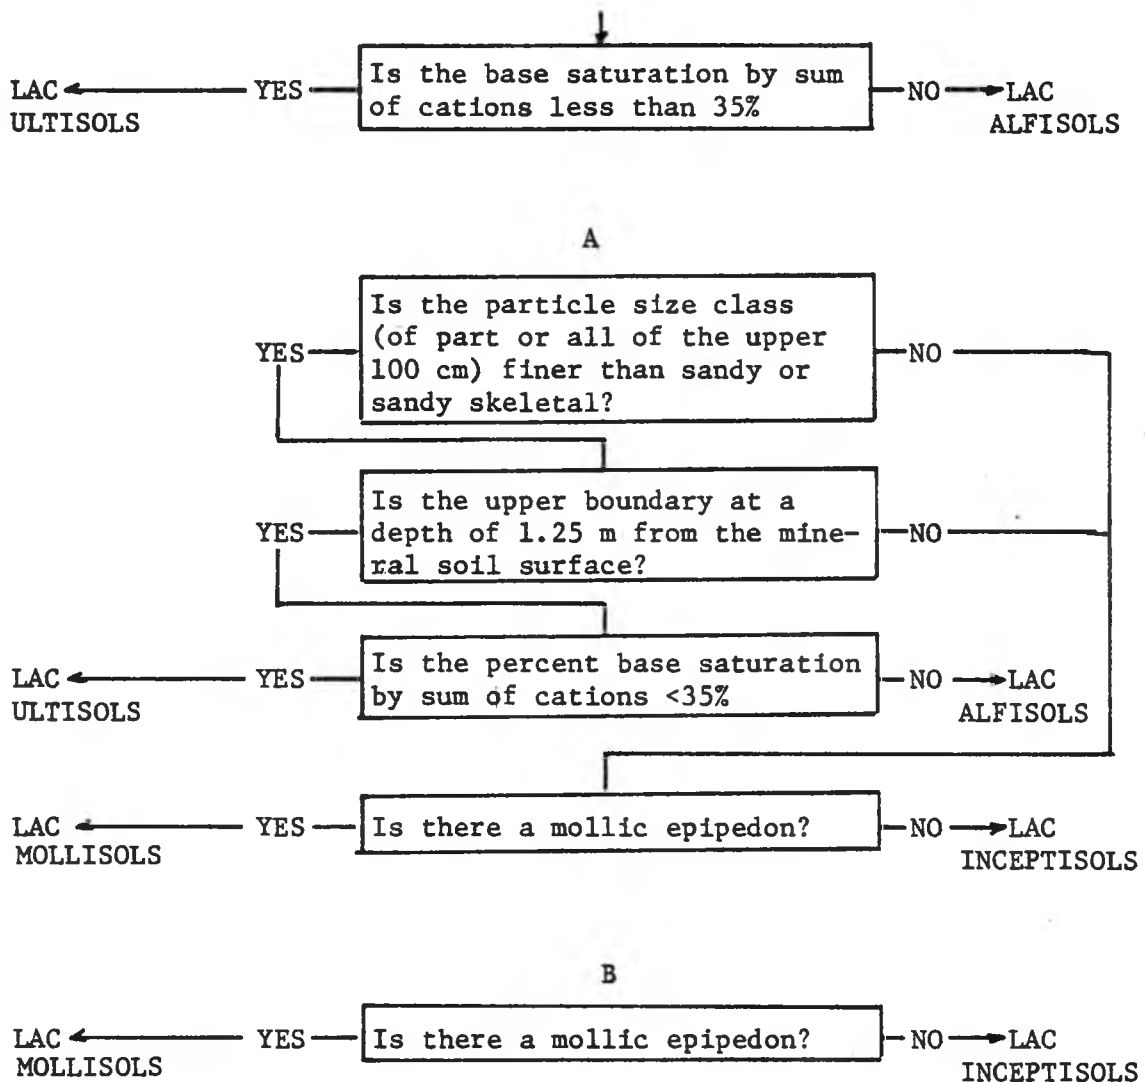 Is the base saturation by sum
of cations less than 35%
YES
LAC
ULTISOLS
NO
LAC
ALFISOLS
A
Is the particle size class
(of part or all of the upper
100 cm) finer than sandy or
sandy skeletal?
YES
NO
Is the upper boundary at a
depth of 1.25 m from the mine-
ral soil surface?
YES
NO
Is the percent base saturation
by sum of cations <35%
YES
LAC
ULTISOLS
NO
LAC
ALFISOLS
Is there a mollic epipedon?
YES
LAC
MOLLISOLS
NO
LAC
INCEPTISOLS
B
Is there a mollic epipedon?
YES
LAC
MOLLISOLS
NO
LAC
INCEPTISOLS